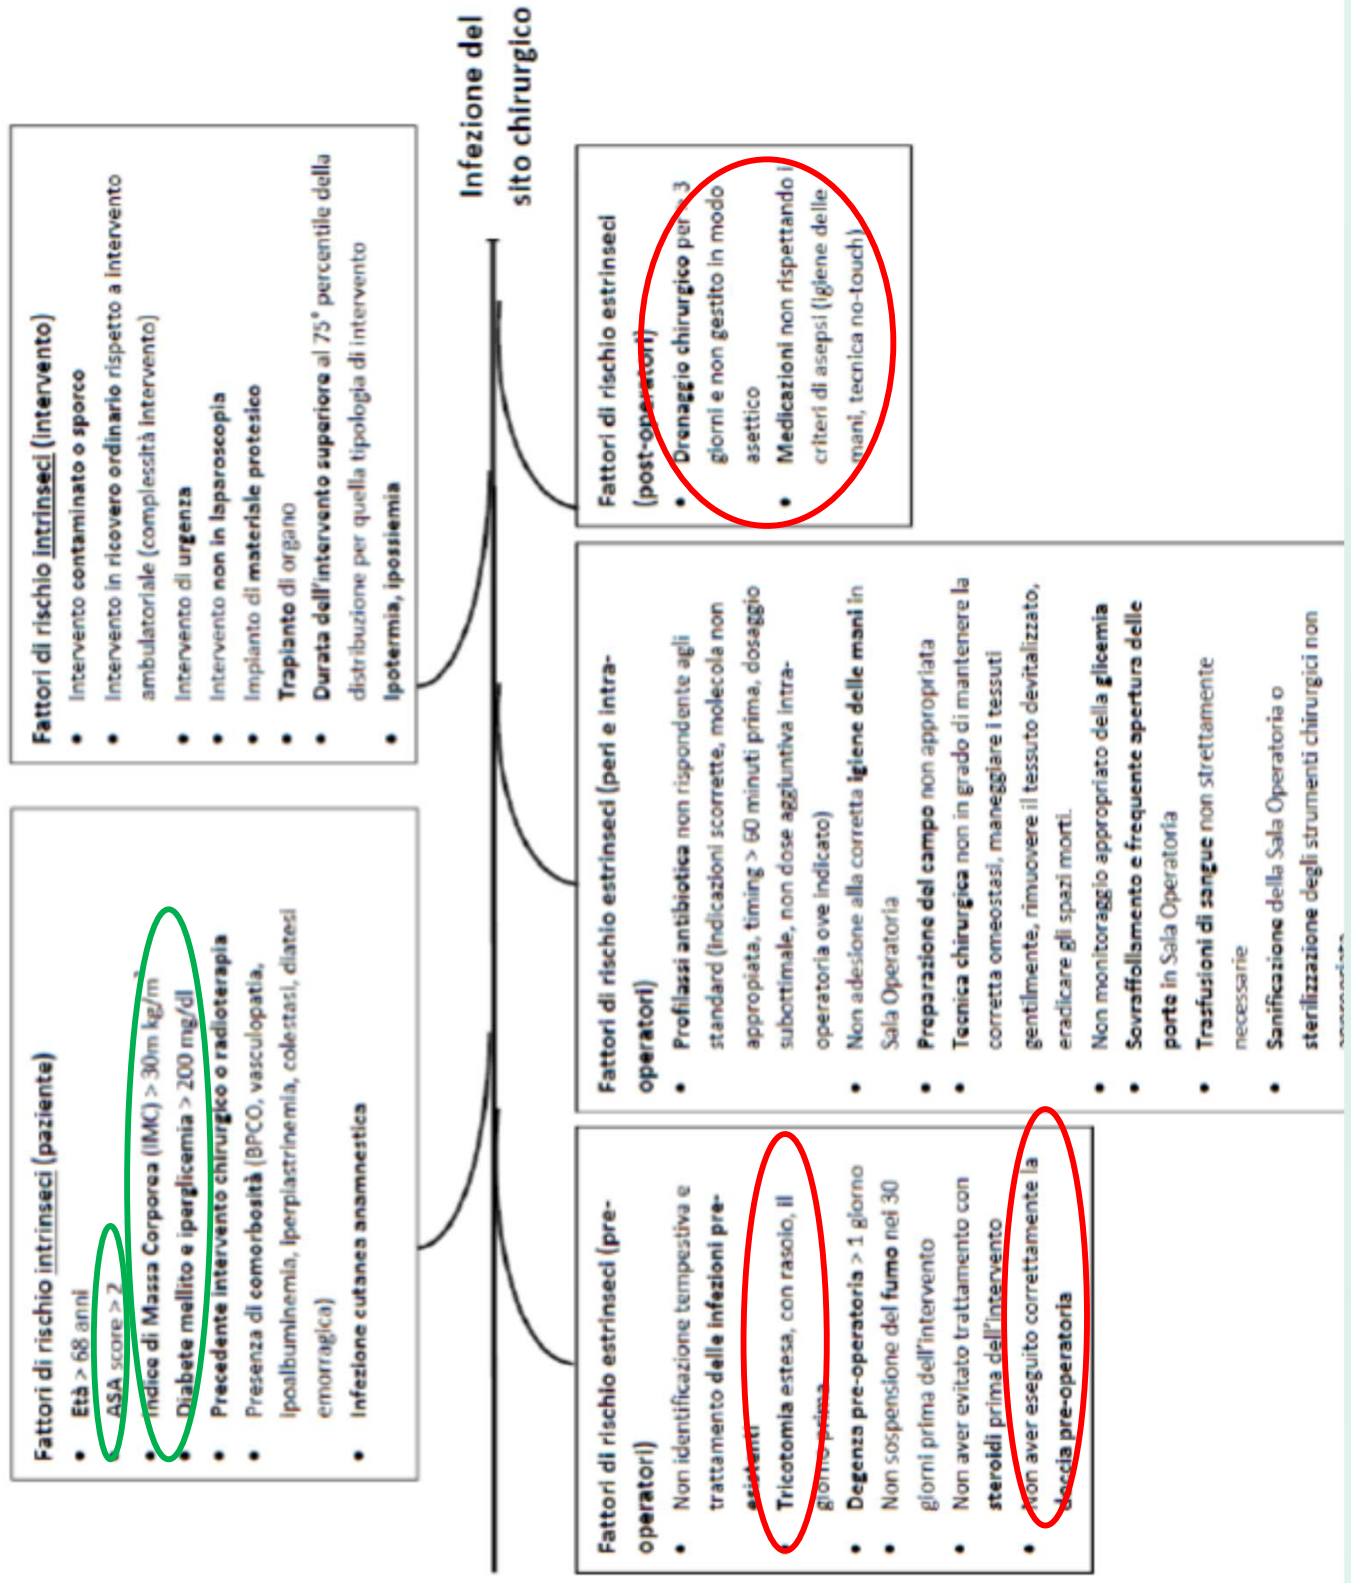 Fattori di rischio intrinseci (paziente)
• Età > 68 anni
• ASA score > 2
• Indice di Massa Corporea (IMC) > 30m kg/m
• Diabete mellito e iperglicemia > 200 mg/dl
• Precedente intervento chirurgico o radioterapia
• Presenza di comorbosità (BPCO, vasculopatia,
ipoalbuminemia, iperpiastrinemia, colestasi, diatesi
emorragica)
• Infezione cutanea anamnestica
Fattori di rischio intrinseci (intervento)
• Intervento contaminato o sporco
• Intervento in ricovero ordinario rispetto a intervento
ambulatoriale (complessità intervento)
• Intervento di urgenza
• Intervento non in laparoscopia
• Impianto di materiale protesico
• Trapianto di organo
• Durata dell'intervento superiore al 75° percentile della
distribuzione per quella tipologia di intervento
• Ipotermia, ipossiemia
Infezione del
sito chirurgico
Fattori di rischio estrinseci (pre-
operatori)
• Non identificazione tempestiva e
trattamento delle infezioni pre-
esistenti
• Tricotomia estesa, con rasoio, il
giorno prima
• Degenza pre-operatoria > 1 giorno
• Non sospensione del fumo nei 30
giorni prima dell'intervento
• Non aver evitato trattamento con
steroidi prima dell'intervento
• Non aver eseguito correttamente la
doccia pre-operatoria
Fattori di rischio estrinseci (peri e intra-
operatori)
• Profilassi antibiotica non rispondente agli
standard (indicazioni scorrette, molecola non
appropiata, timing > 60 minuti prima, dosaggio
subottimale, non dose aggiuntiva intra-
operatoria ove indicato)
• Non adesione alla corretta igiene delle mani in
Sala Operatoria
• Preparazione del campo non appropriata
• Tecnica chirurgica non in grado di mantenere la
corretta omeostasi, maneggiare i tessuti
gentilmente, rimuovere il tessuto devitalizzato,
eradicare gli spazi morti.
• Non monitoraggio appropriato della glicemia
• Sovraffollamento e frequente apertura delle
porte in Sala Operatoria
• Trasfusioni di sangue non strettamente
necessarie
• Sanificazione della Sala Operatoria o
sterilizzazione degli strumenti chirurgici non
Fattori di rischio estrinseci
(post-operatori)
• Drenaggio chirurgico per 3
giorni e non gestito in modo
asettico
• Medicazioni non rispettando i
criteri di asepsi (igiene delle
mani, tecnica no-touch)